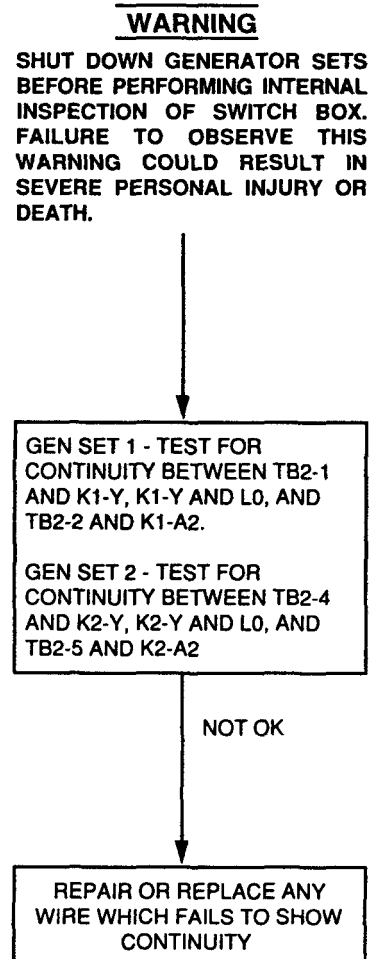 WARNING
SHUT DOWN GENERATOR SETS
BEFORE PERFORMING INTERNAL
INSPECTION OF SWITCH BOX.
FAILURE TO OBSERVE THIS
WARNING COULD RESULT IN
SEVERE PERSONAL INJURY OR
DEATH.
GEN SET 1 - TEST FOR
CONTINUITY BETWEEN TB2-1
AND K1-Y, K1-Y AND L0, AND
TB2-2 AND K1-A2.
GEN SET 2 - TEST FOR
CONTINUITY BETWEEN TB2-4
AND K2-Y, K2-Y AND L0, AND
TB2-5 AND K2-A2
NOT OK
REPAIR OR REPLACE ANY
WIRE WHICH FAILS TO SHOW
CONTINUITY